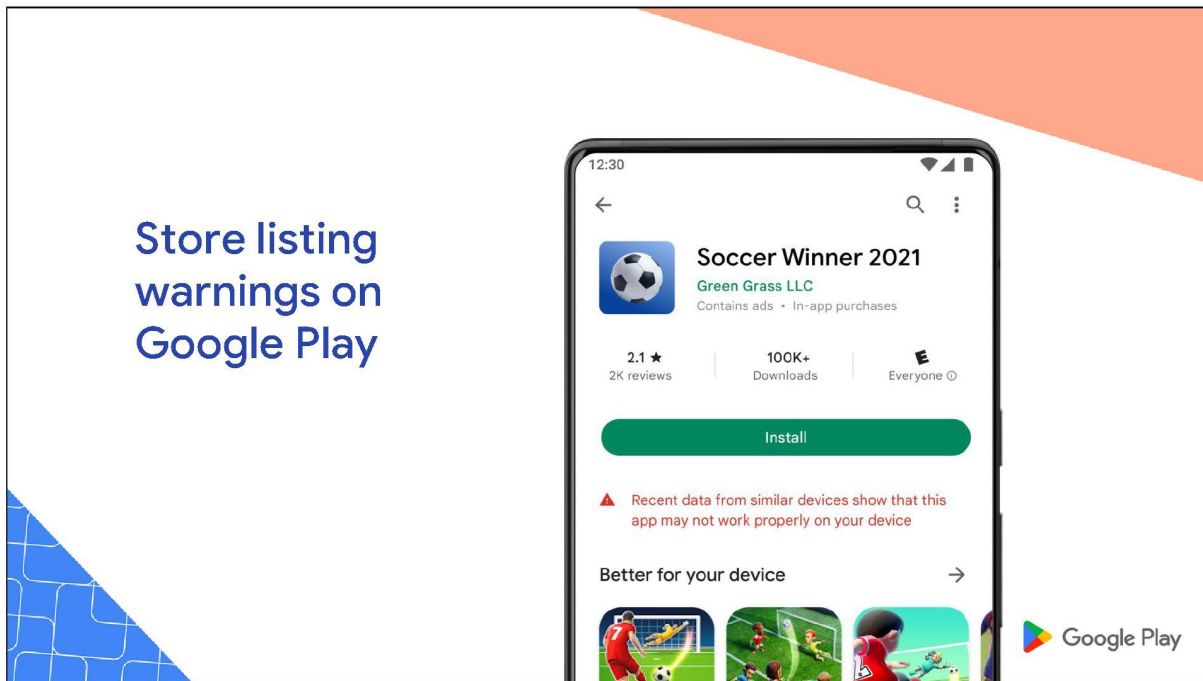 Store listing
warnings on
Google Play
12:30
Soccer Winner 2021
Green Grass LLC
Contains ads • In-app purchases
2.1 ★
2K reviews
100K+
Downloads
E
Everyone ⓘ
Install
Recent data from similar devices show that this
app may not work properly on your device
Better for your device
7
Google Play